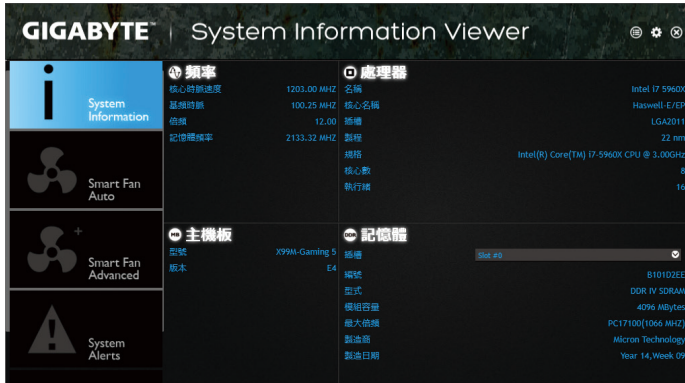 GIGABYTE™ | System Information Viewer
System Information
Smart Fan Auto
Smart Fan Advanced
System Alerts
頻率
核心時脈速度 1203.00 MHZ
基頻時脈 100.25 MHZ
倍頻 12.00
記憶體頻率 2133.32 MHZ
處理器
名稱 Intel i7 5960X
核心名稱 Haswell-E/EP
插槽 LGA2011
製程 22 nm
規格 Intel(R) Core(TM) i7-5960X CPU @ 3.00GHz
核心數 8
執行緒 16
MB 主機板
型號 X99M-Gaming 5
版本 E4
DDR 記憶體
插槽 Slot #0
編號 B101D2EE
型式 DDR IV SDRAM
模組容量 4096 MBytes
最大倍頻 PC17100(1066 MHZ)
製造商 Micron Technology
製造日期 Year 14,Week 09